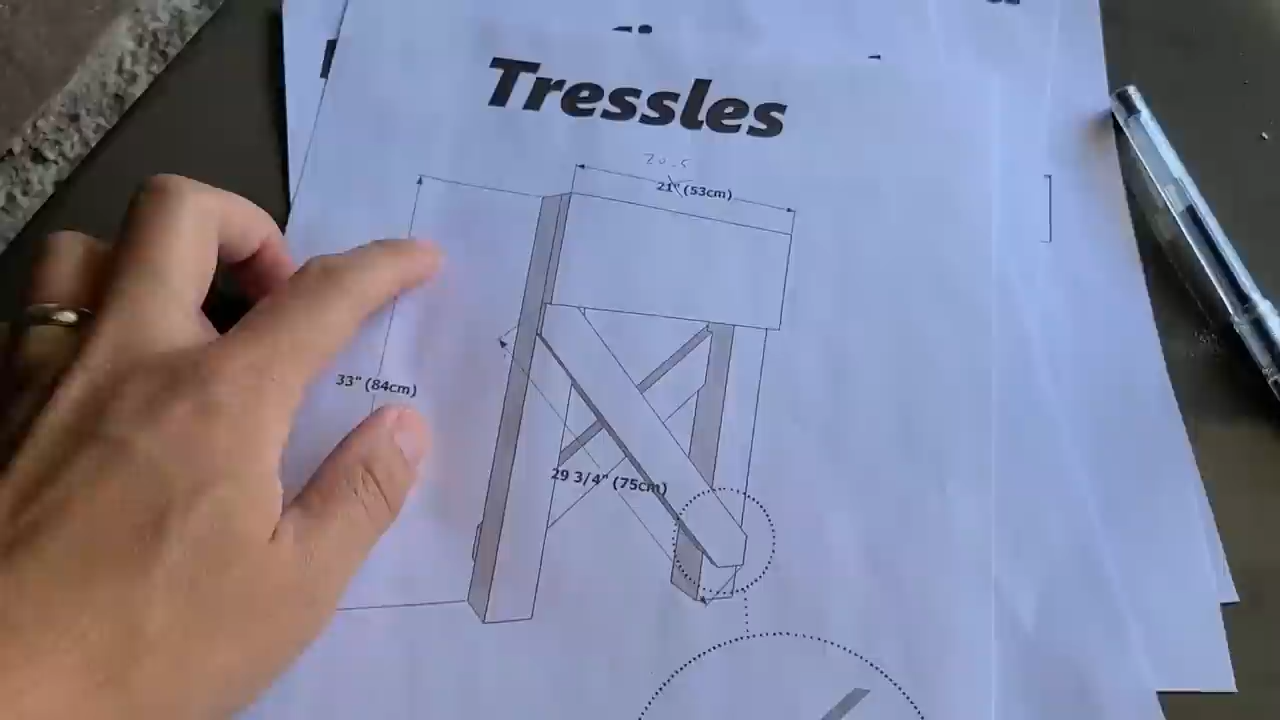 Tressles
20.5
21" (53cm)
33" (84cm)
29 3/4" (75cm)